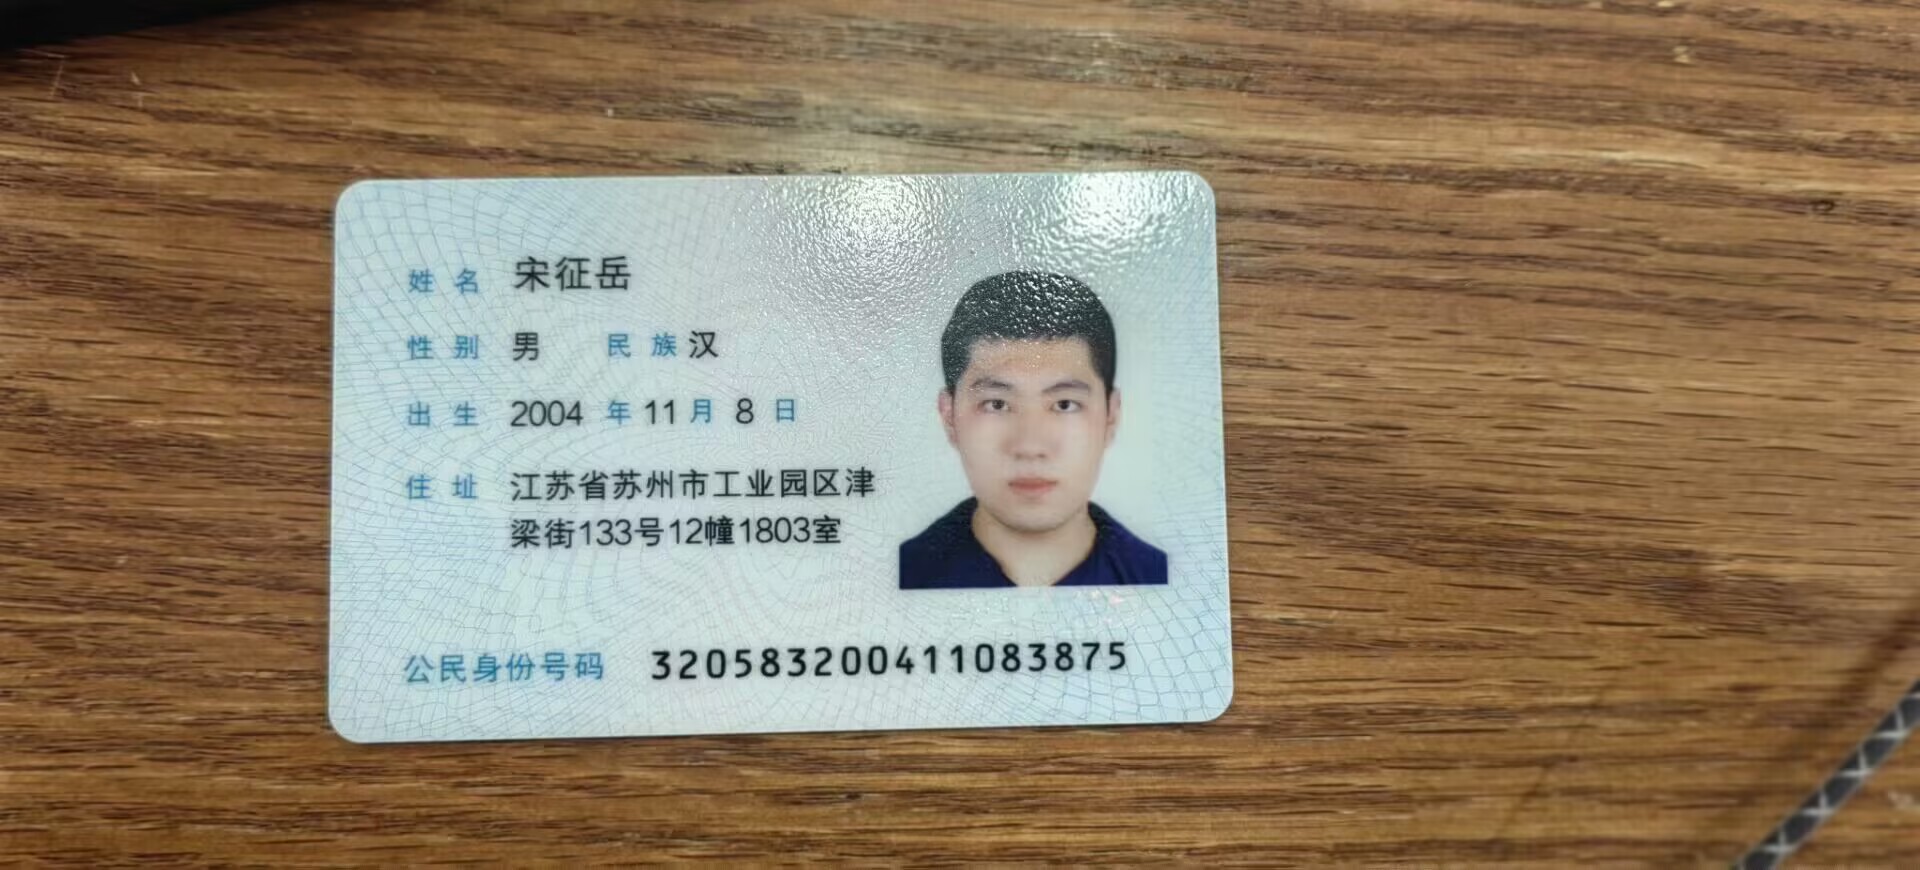 姓名 宋征岳
性别 男 民族 汉
出生 2004 年 11 月 8 日
住址 江苏省苏州市工业园区津
梁街133号12幢1803室
公民身份号码 320583200411083875